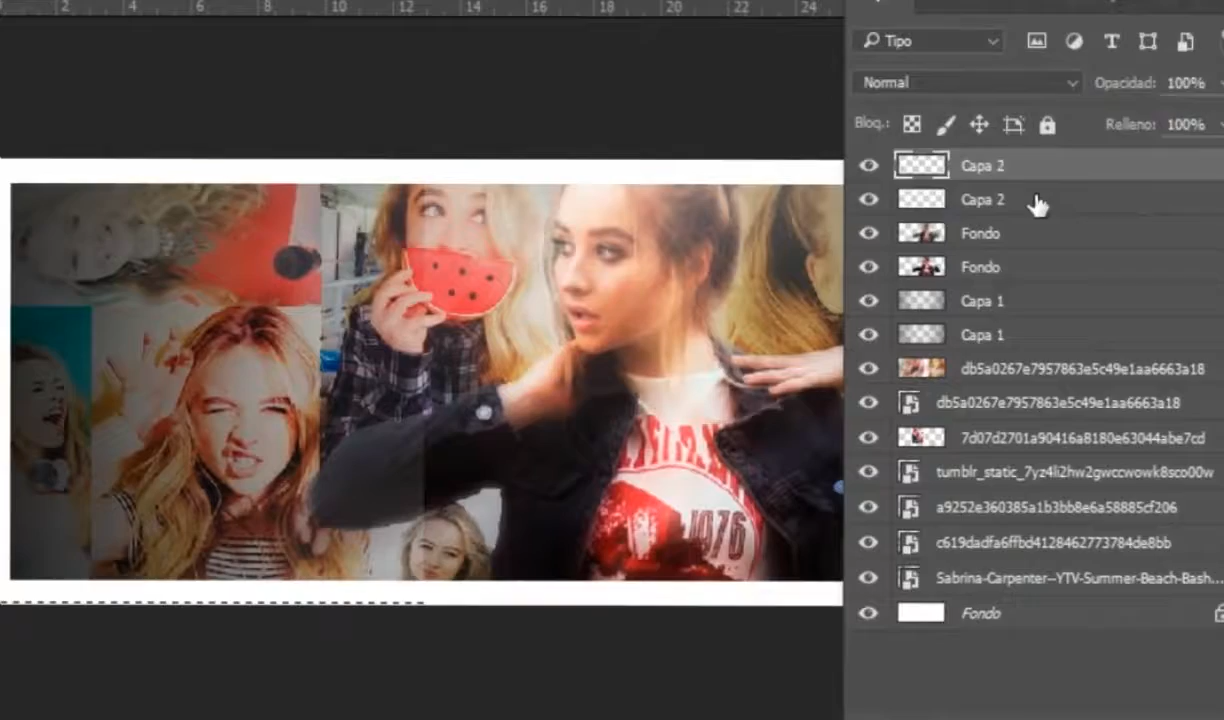 2 4 6 8 10 12 14 16 18 20 22 24
Tipo
Normal Opacidad: 100%
Bloq.: Relleno: 100%
Capa 2
Capa 2
Fondo
Fondo
Capa 1
Capa 1
db5a0267e7957863e5c49e1aa6663a18
db5a0267e7957863e5c49e1aa6663a18
7d07d2701a90416a8180e63044abe7cd
tumblr_static_7yz4li2hw2gwccwowk8sco00w
a9252e360385a1b3bb8e6a58885cf206
c619dadfa6ffbd4128462773784de8bb
Sabrina-Carpenter--YTV-Summer-Beach-Bash...
Fondo
1076